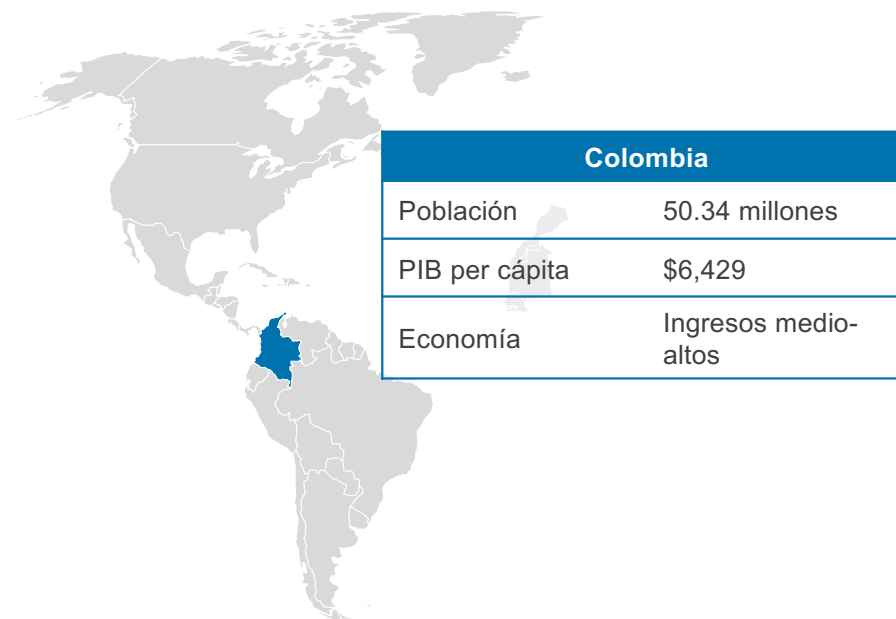 Colombia
Población 50.34 millones
PIB per cápita $6,429
Economía Ingresos medio-
altos